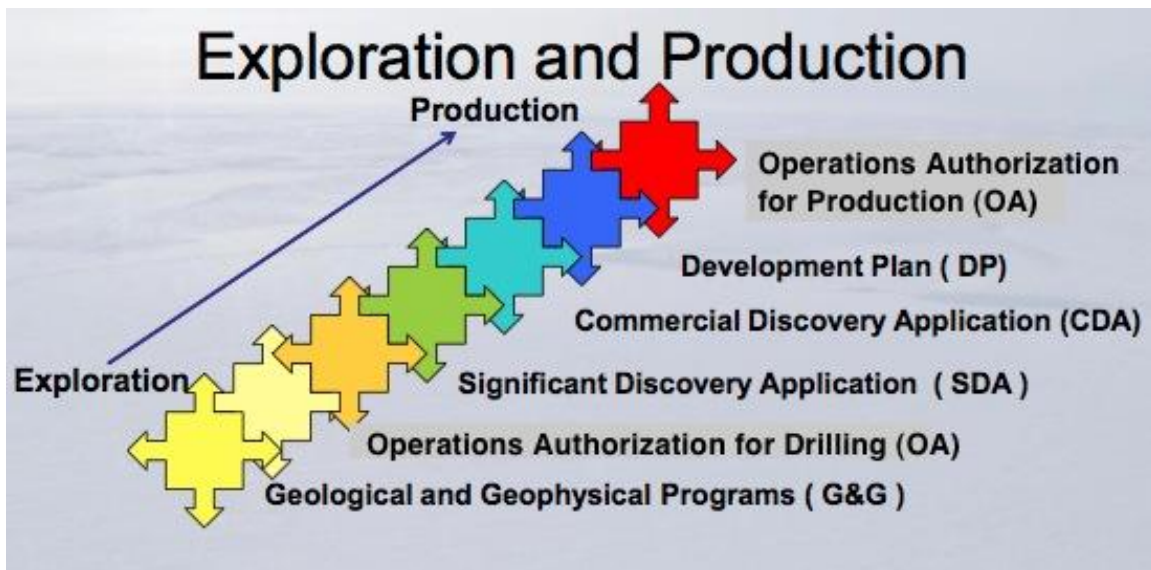 Exploration and Production
Production
Operations Authorization
for Production (OA)
Development Plan ( DP)
Commercial Discovery Application (CDA)
Exploration
Significant Discovery Application ( SDA )
Operations Authorization for Drilling (OA)
Geological and Geophysical Programs ( G&G )